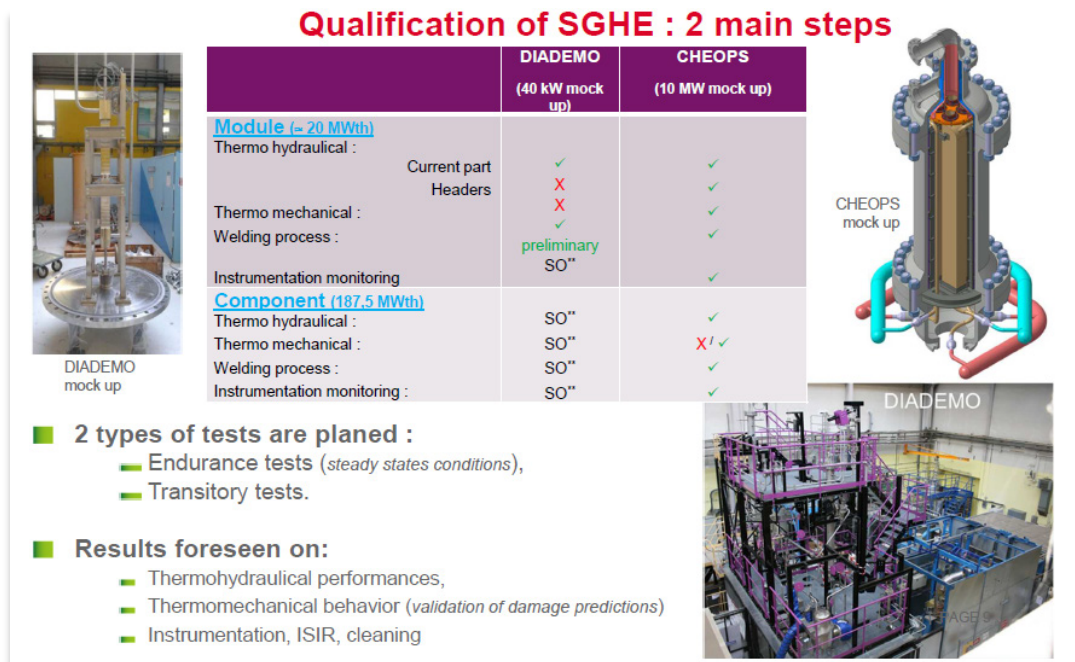 Qualification of SGHE : 2 main steps
DIADEMO
(40 kW mock
up)
CHEOPS
(10 MW mock up)
Module (≃ 20 MWth)
Thermo hydraulical :
Current part ✓ ✓
Headers X ✓
Thermo mechanical : X ✓
Welding process : ✓ ✓
preliminary
Instrumentation monitoring SO** ✓
Component (187,5 MWth)
Thermo hydraulical : SO** ✓
Thermo mechanical : SO** X / ✓
Welding process : SO** ✓
Instrumentation monitoring : SO** ✓
DIADEMO
mock up
CHEOPS
mock up
2 types of tests are planed :
Endurance tests (steady states conditions),
Transitory tests.
Results foreseen on:
Thermohydraulical performances,
Thermomechanical behavior (validation of damage predictions)
Instrumentation, ISIR, cleaning
DIADEMO
PAGE 9